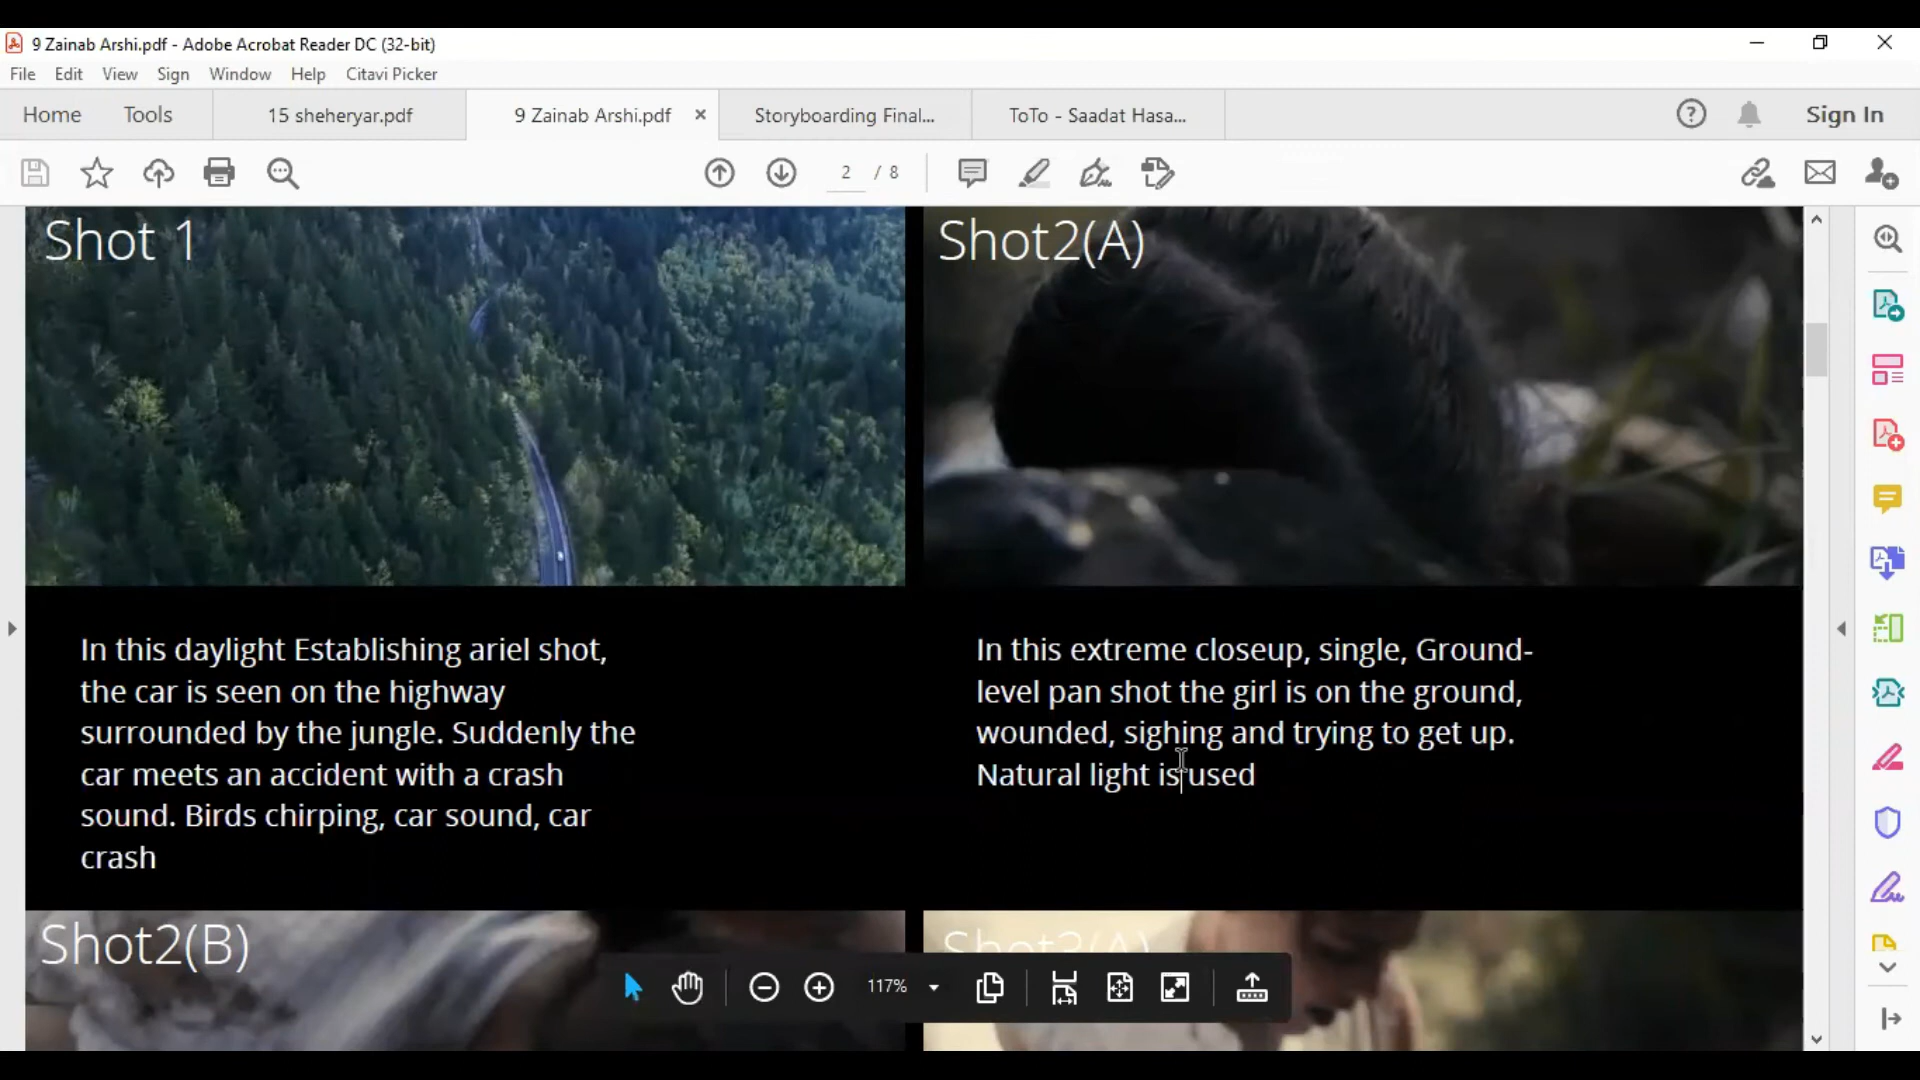 9 Zainab Arshi.pdf - Adobe Acrobat Reader DC (32-bit)
File Edit View Sign Window Help Citavi Picker
Home Tools 15 sheheryar.pdf 9 Zainab Arshi.pdf Storyboarding Final... ToTo - Saadat Hasa... Sign In
2 / 8
Shot 1
Shot2(A)
In this daylight Establishing ariel shot,
the car is seen on the highway
surrounded by the jungle. Suddenly the
car meets an accident with a crash
sound. Birds chirping, car sound, car
crash
In this extreme closeup, single, Ground-
level pan shot the girl is on the ground,
wounded, sighing and trying to get up.
Natural light is used
Shot2(B)
Shot3(A)
117%